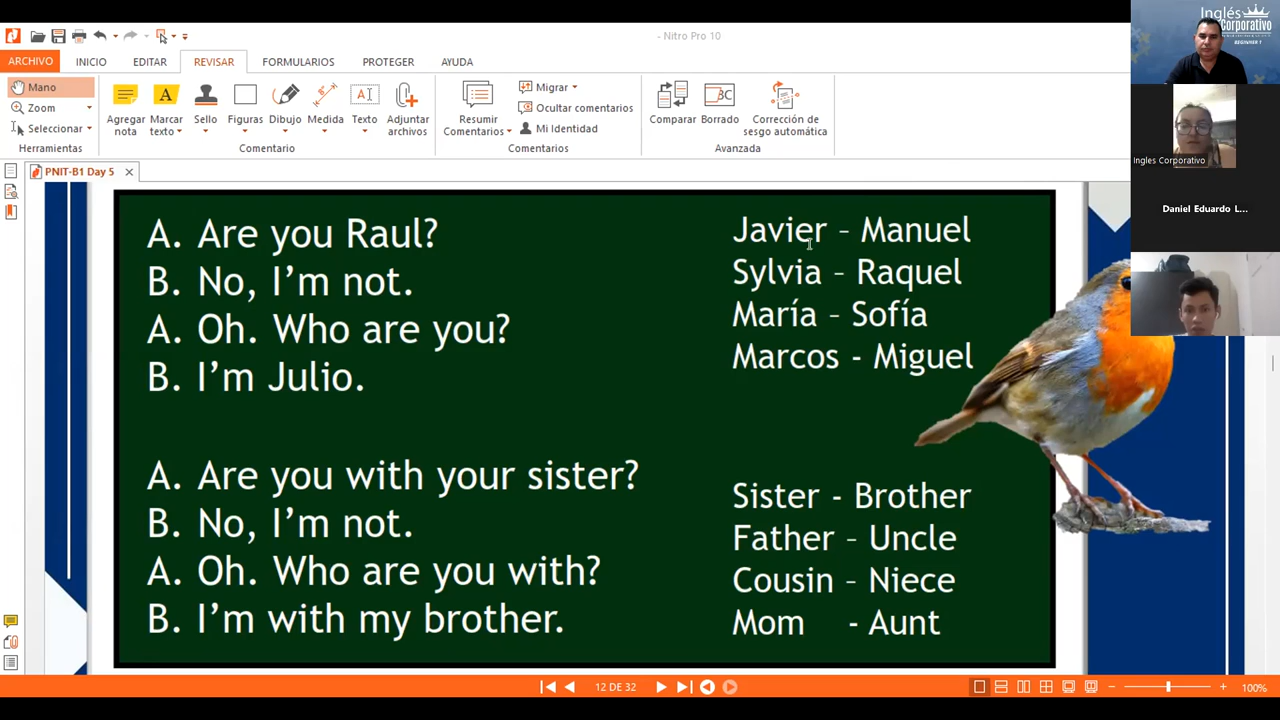 - Nitro Pro 10
ARCHIVO INICIO EDITAR REVISAR FORMULARIOS PROTEGER AYUDA
Mano
Zoom
Seleccionar
Herramientas
Agregar nota
Marcar texto
Sello
Figuras
Dibujo
Medida
Texto
Adjuntar archivos
Comentario
Resumir Comentarios
Migrar
Ocultar comentarios
Mi Identidad
Comentarios
Comparar
Borrado
Corrección de sesgo automática
Avanzada
PNIT-B1 Day 5
A. Are you Raul?
B. No, I'm not.
A. Oh. Who are you?
B. I'm Julio.
A. Are you with your sister?
B. No, I'm not.
A. Oh. Who are you with?
B. I'm with my brother.
Javier – Manuel
Sylvia – Raquel
María – Sofía
Marcos - Miguel
Sister - Brother
Father – Uncle
Cousin – Niece
Mom - Aunt
Inglés
Corporativo
BEGINNER 1
Ingles Corporativo
Daniel Eduardo L...
12 DE 32
100%